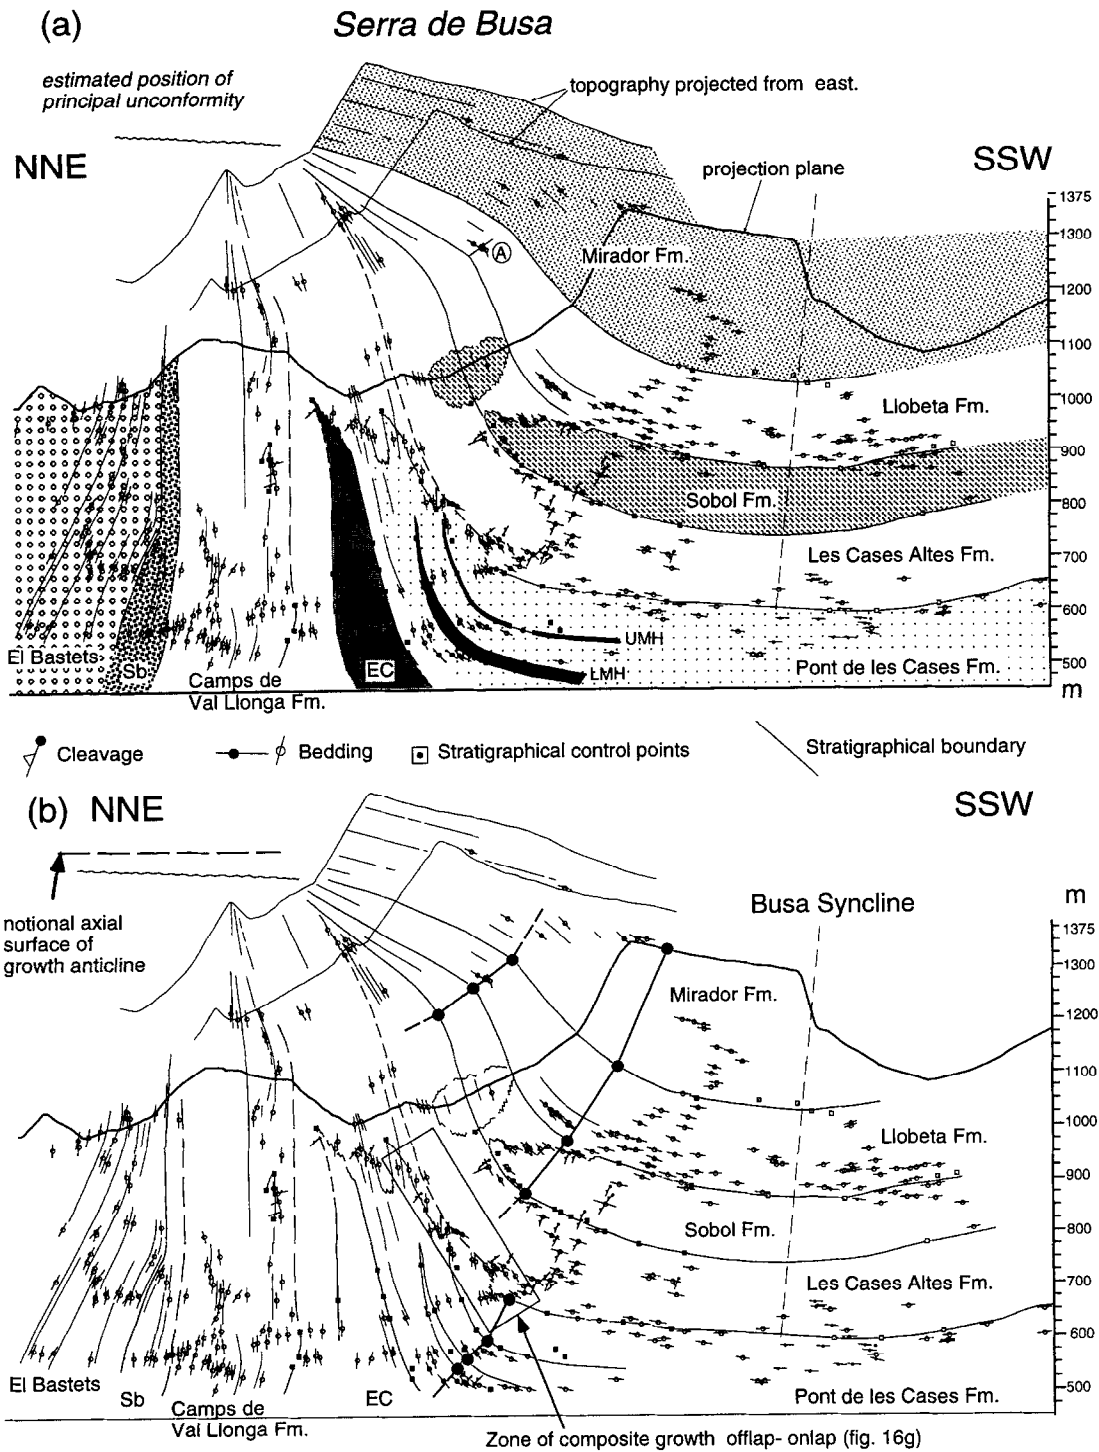 (a)
Serra de Busa
estimated position of
principal unconformity
topography projected from east.
NNE
SSW
projection plane
1375
1300
1200
1100
1000
900
800
700
600
500
m
A
Mirador Fm.
Llobeta Fm.
Sobol Fm.
Les Cases Altes Fm.
UMH
LMH
Pont de les Cases Fm.
El Bastets
Sb
Camps de
Val Llonga Fm.
EC
Cleavage
Bedding
Stratigraphical control points
Stratigraphical boundary
(b) NNE
SSW
notional axial
surface of
growth anticline
Busa Syncline
m
1375
1300
1200
1100
1000
900
800
700
600
500
Mirador Fm.
Llobeta Fm.
Sobol Fm.
Les Cases Altes Fm.
Pont de les Cases Fm.
El Bastets
Sb
Camps de
Val Llonga Fm.
EC
Zone of composite growth offlap- onlap (fig. 16g)